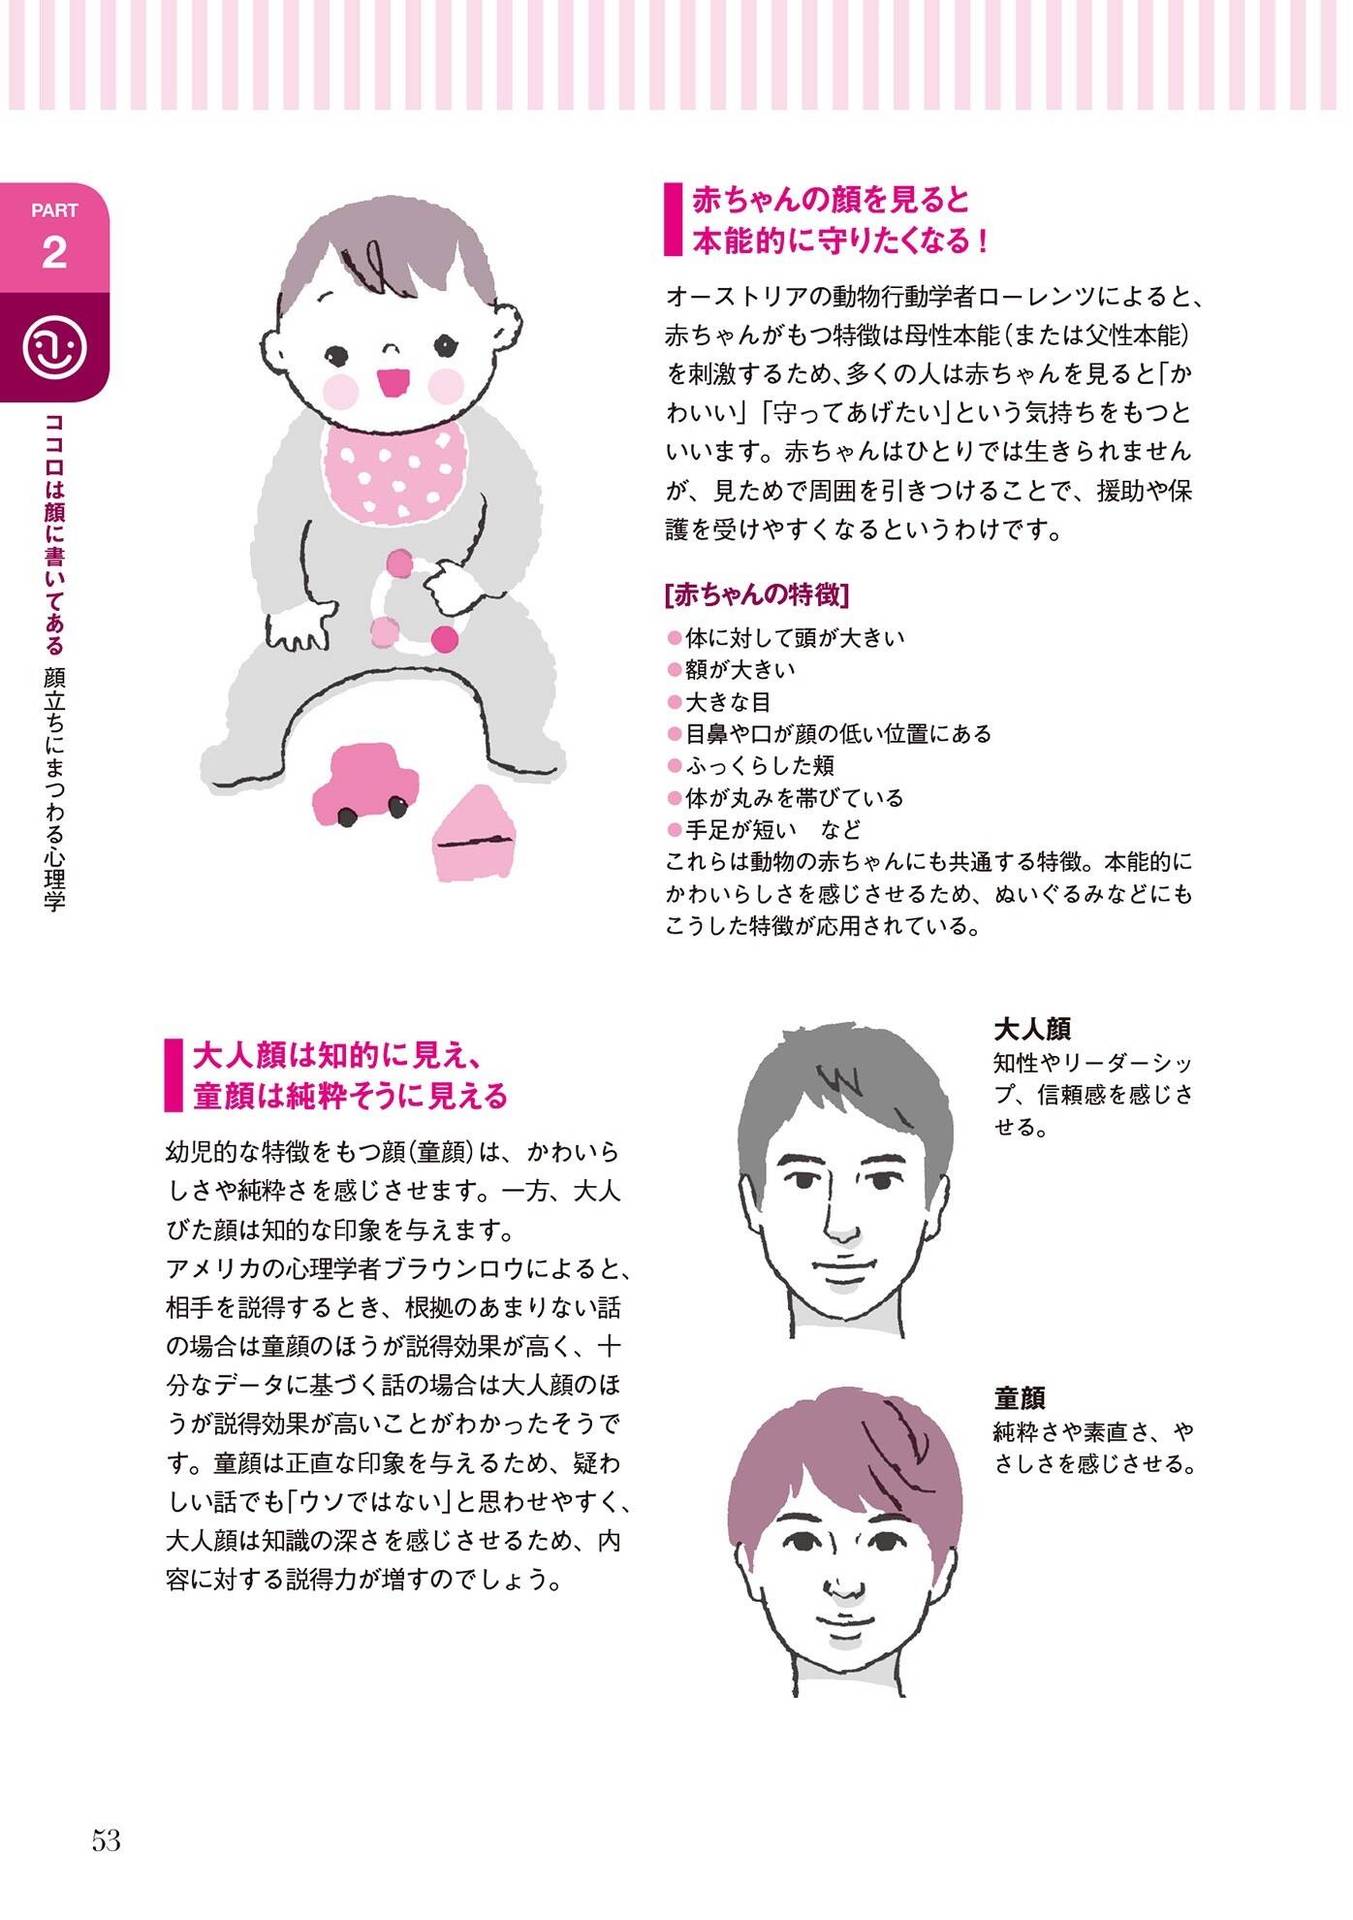 PART
2
ココロは顔に書いてある 顔立ちにまつわる心理学
赤ちゃんの顔を見ると
本能的に守りたくなる！
オーストリアの動物行動学者ローレンツによると、
赤ちゃんがもつ特徴は母性本能(または父性本能)
を刺激するため、多くの人は赤ちゃんを見ると「か
わいい」「守ってあげたい」という気持ちをもつと
いいます。赤ちゃんはひとりでは生きられません
が、見ためで周囲を引きつけることで、援助や保
護を受けやすくなるというわけです。
[赤ちゃんの特徴]
●体に対して頭が大きい
●額が大きい
●大きな目
●目鼻や口が顔の低い位置にある
●ふっくらした頬
●体が丸みを帯びている
●手足が短い　など
これらは動物の赤ちゃんにも共通する特徴。本能的に
かわいらしさを感じさせるため、ぬいぐるみなどにも
こうした特徴が応用されている。
大人顔は知的に見え、
童顔は純粋そうに見える
幼児的な特徴をもつ顔(童顔)は、かわいら
しさや純粋さを感じさせます。一方、大人
びた顔は知的な印象を与えます。
アメリカの心理学者ブラウンロウによると、
相手を説得するとき、根拠のあまりない話
の場合は童顔のほうが説得効果が高く、十
分なデータに基づく話の場合は大人顔のほ
うが説得効果が高いことがわかったそうで
す。童顔は正直な印象を与えるため、疑わ
しい話でも「ウソではない」と思わせやすく、
大人顔は知識の深さを感じさせるため、内
容に対する説得力が増すのでしょう。
大人顔
知性やリーダーシッ
プ、信頼感を感じさ
せる。
童顔
純粋さや素直さ、や
さしさを感じさせる。
53